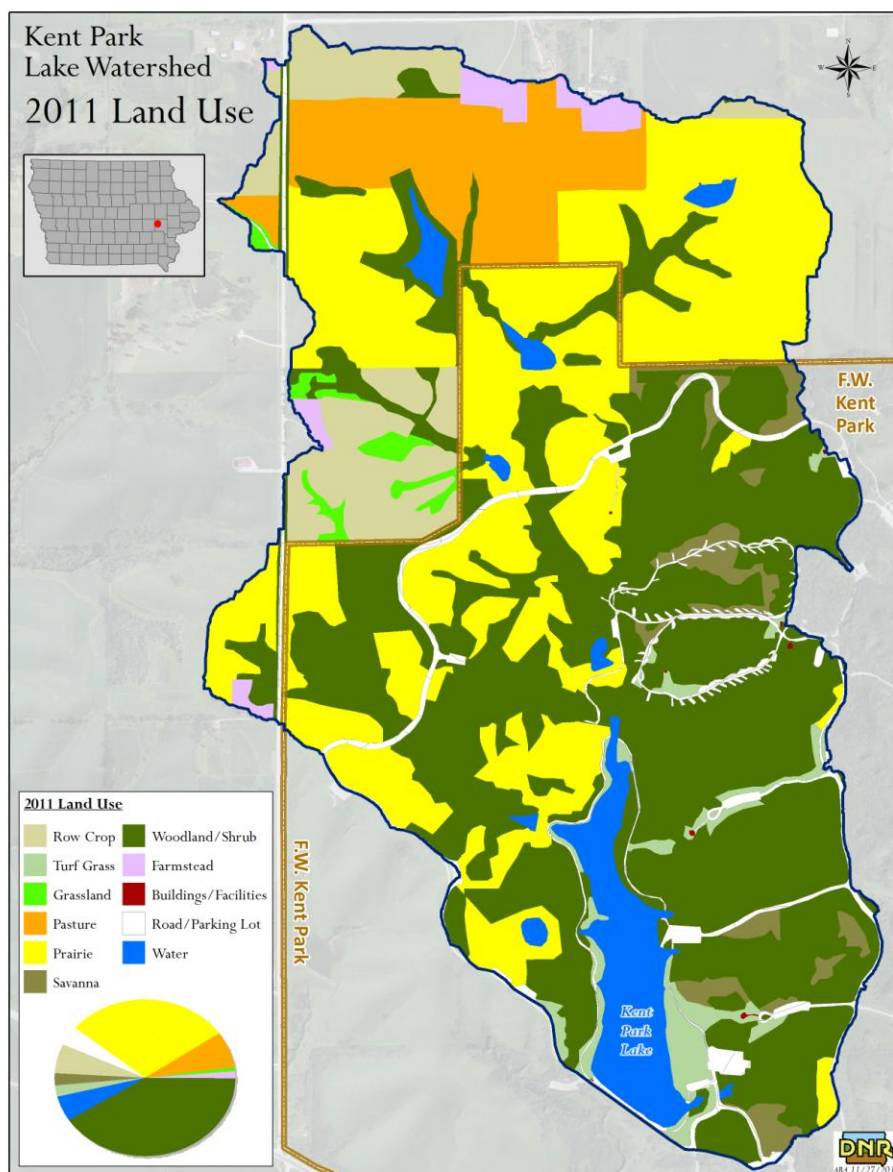 Kent Park
Lake Watershed
2011 Land Use
N
W
E
S
F.W.
Kent
Park
2011 Land Use
Row Crop
Woodland/Shrub
Turf Grass
Farmstead
Grassland
Buildings/Facilities
Pasture
Road/Parking Lot
Prairie
Water
Savanna
F.W. Kent Park
Kent
Park
Lake
DNR